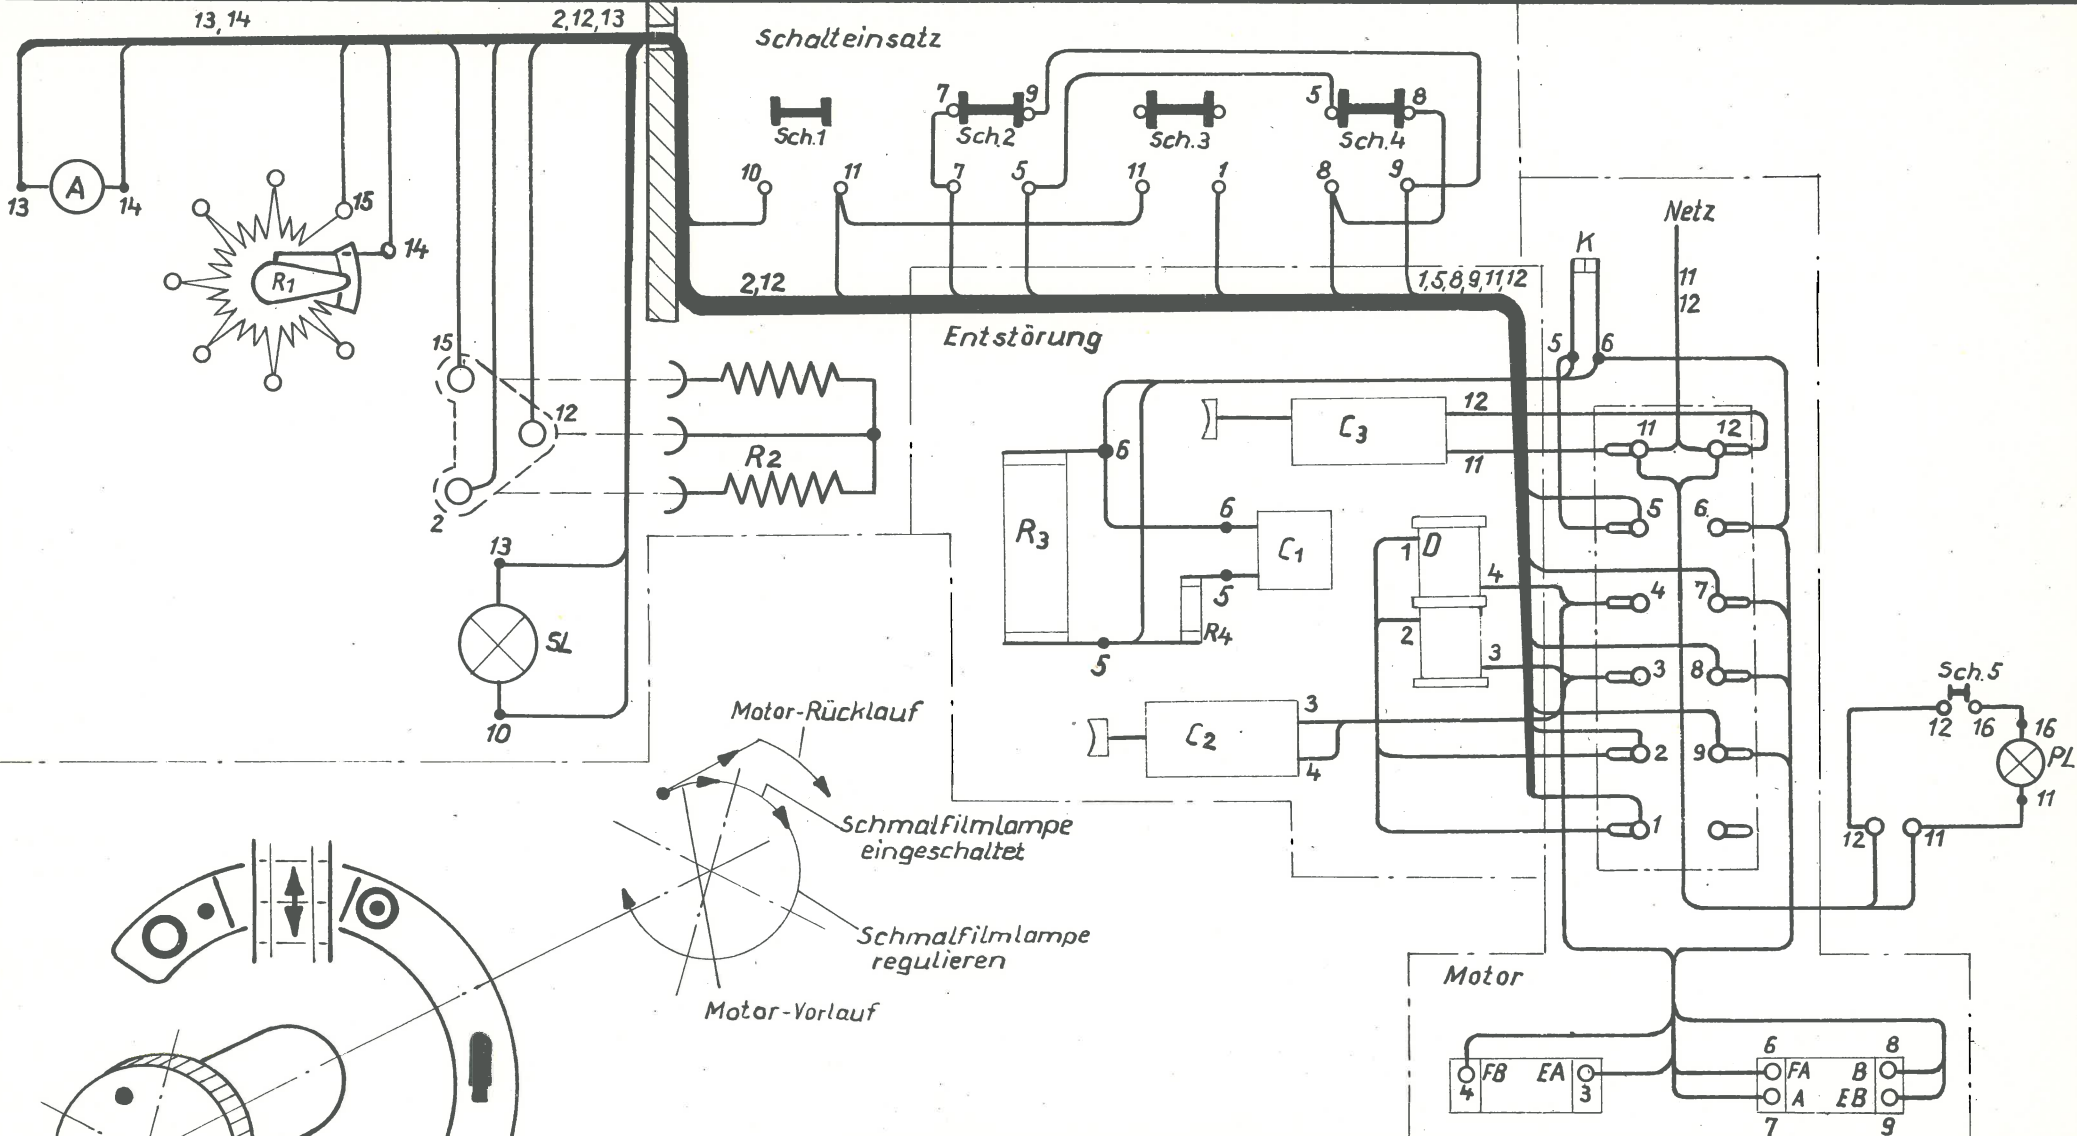 13, 14
2,12,13
Schalteinsatz
7
9
5
8
Sch.1
Sch.2
Sch.3
Sch.4
10
11
7
5
11
1
8
9
13
A
14
15
14
R1
Netz
K
11
12
2,12
1,5,8,9,11,12
Entstörung
15
12
R2
2
5
6
12
C3
11
11
12
6
R3
6
C1
5
R4
5
1
D
4
2
3
5
6
4
7
3
8
2
9
1
13
SL
10
3
C2
4
Sch.5
12
16
16
PL
11
12
11
Motor-Rücklauf
Schmalfilmlampe
eingeschaltet
Schmalfilmlampe
regulieren
Motor-Vorlauf
Motor
6
8
FB
EA
4
3
FA
B
A
EB
7
9